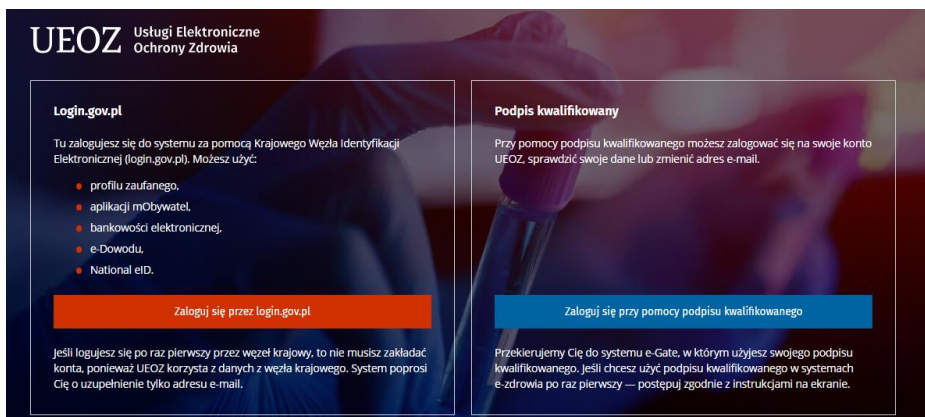 UEOZ Usługi Elektroniczne
Ochrony Zdrowia
Login.gov.pl
Tu zalogujesz się do systemu za pomocą Krajowego Węzła Identyfikacji
Elektronicznej (login.gov.pl). Możesz użyć:
profilu zaufanego,
aplikacji mObywatel,
bankowości elektronicznej,
e-Dowodu,
National eID.
Zaloguj się przez login.gov.pl
Jeśli logujesz się po raz pierwszy przez węzeł krajowy, to nie musisz zakładać
konta, ponieważ UEOZ korzysta z danych z węzła krajowego. System poprosi
Cię o uzupełnienie tylko adresu e-mail.
Podpis kwalifikowany
Przy pomocy podpisu kwalifikowanego możesz zalogować się na swoje konto
UEOZ, sprawdzić swoje dane lub zmienić adres e-mail.
Zaloguj się przy pomocy podpisu kwalifikowanego
Przekierujemy Cię do systemu e-Gate, w którym użyjesz swojego podpisu
kwalifikowanego. Jeśli chcesz użyć podpisu kwalifikowanego w systemach
e-zdrowia po raz pierwszy — postępuj zgodnie z instrukcjami na ekranie.